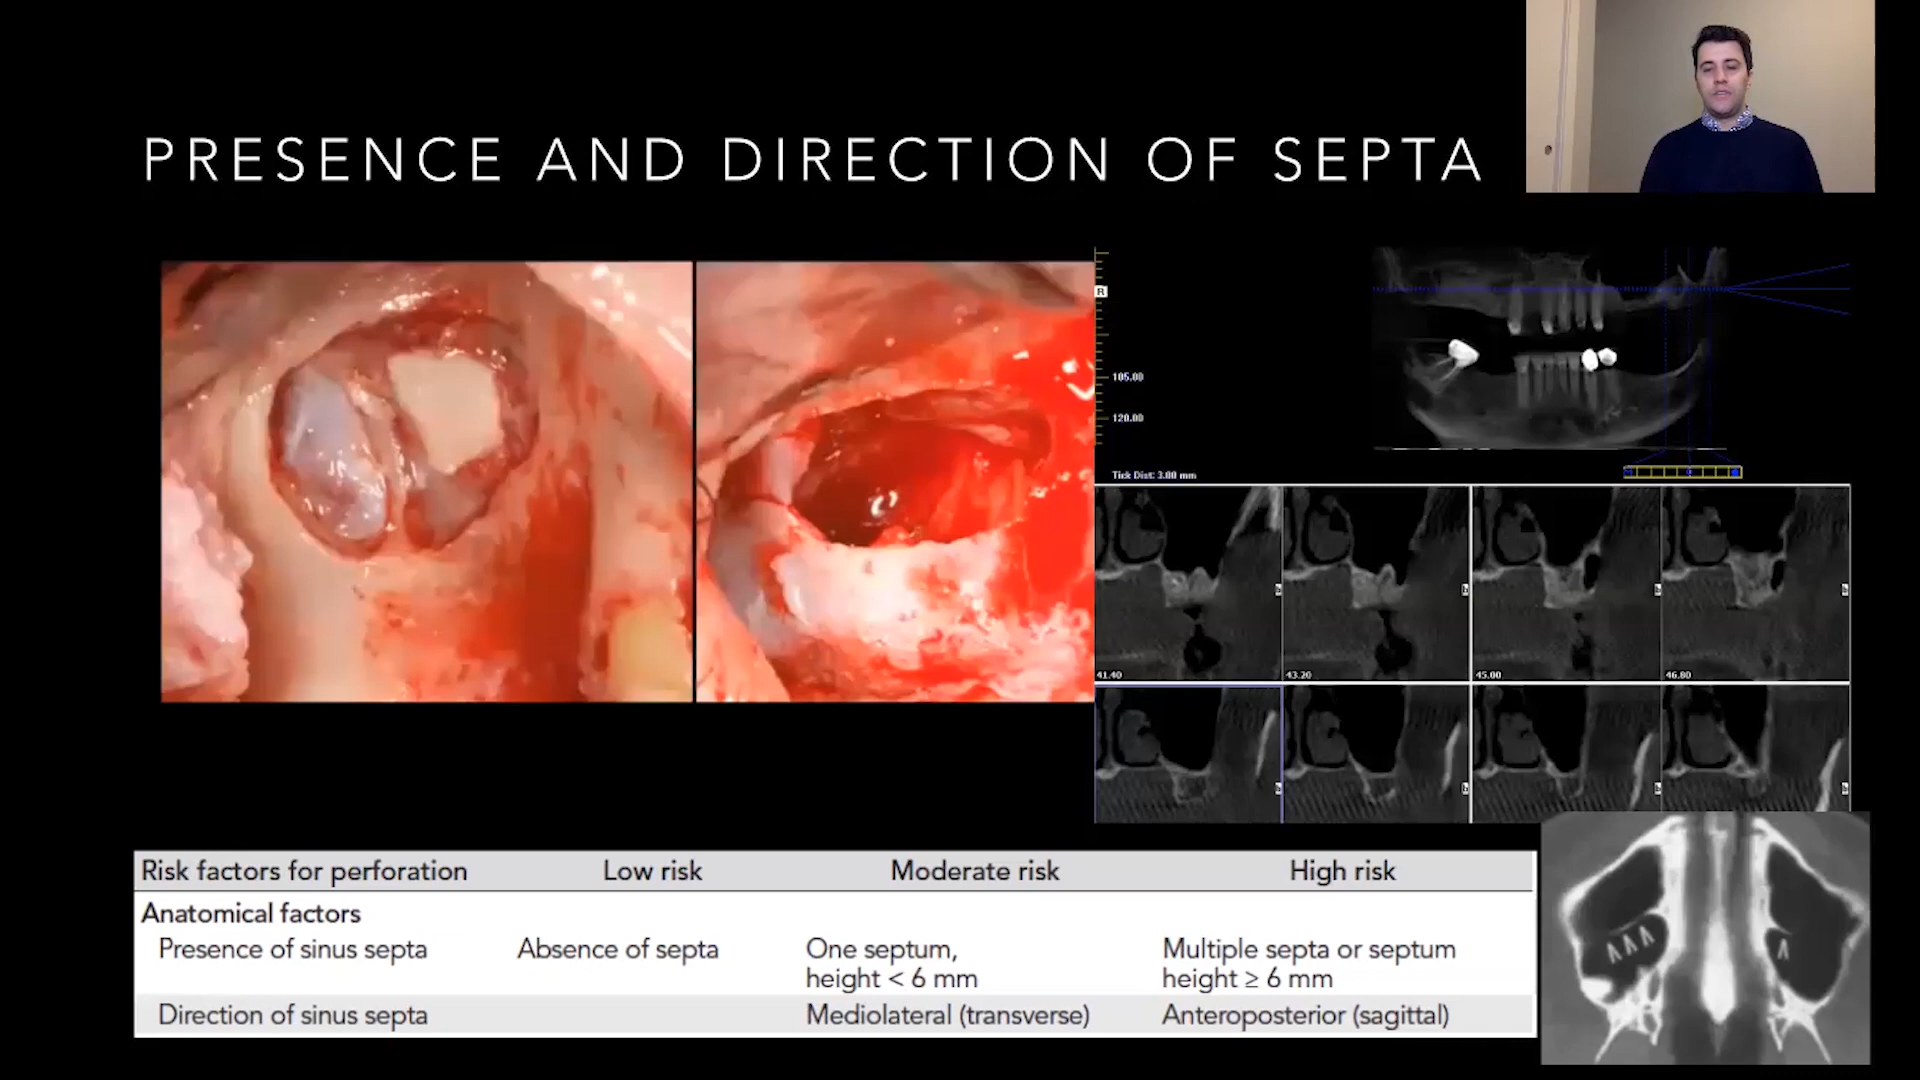 PRESENCE AND DIRECTION OF SEPTA
R
105.00
120.00
Tick Dist: 3.00 mm
41.40
43.20
45.00
46.80
Risk factors for perforation Low risk Moderate risk High risk
Anatomical factors
Presence of sinus septa Absence of septa One septum, Multiple septa or septum
height < 6 mm height ≥ 6 mm
Direction of sinus septa Mediolateral (transverse) Anteroposterior (sagittal)